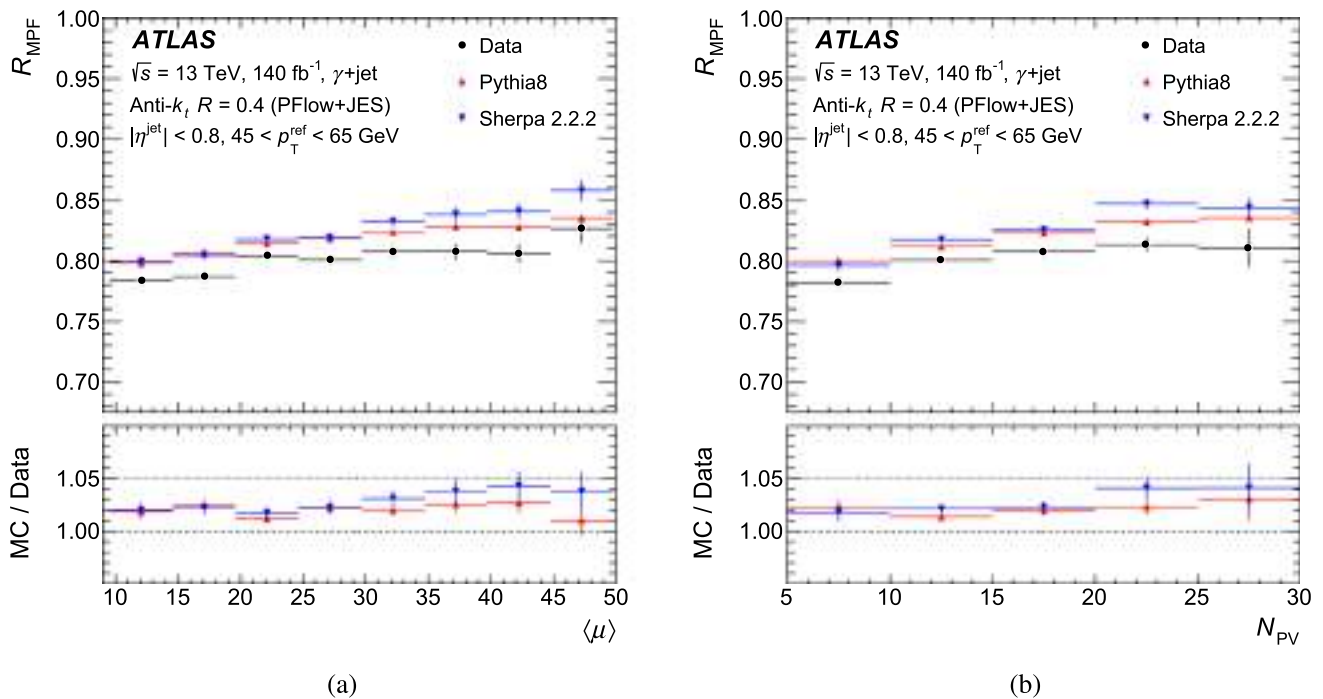 R_MPF
1.00
0.95
0.90
0.85
0.80
0.75
0.70
ATLAS
√s = 13 TeV, 140 fb⁻¹, γ+jet
Anti-k_t R = 0.4 (PFlow+JES)
|η^jet| < 0.8, 45 < p_T^ref < 65 GeV
Data
Pythia8
Sherpa 2.2.2
MC / Data
1.05
1.00
10 15 20 25 30 35 40 45 50
⟨μ⟩
(a)
R_MPF
1.00
0.95
0.90
0.85
0.80
0.75
0.70
ATLAS
√s = 13 TeV, 140 fb⁻¹, γ+jet
Anti-k_t R = 0.4 (PFlow+JES)
|η^jet| < 0.8, 45 < p_T^ref < 65 GeV
Data
Pythia8
Sherpa 2.2.2
MC / Data
1.05
1.00
5 10 15 20 25 30
N_PV
(b)